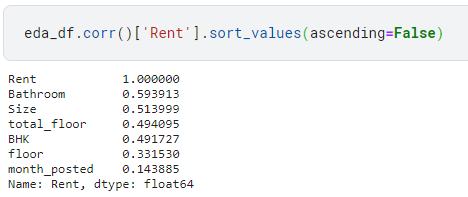 eda_df.corr()['Rent'].sort_values(ascending=False)
Rent            1.000000
Bathroom        0.593913
Size            0.513999
total_floor     0.494095
BHK             0.491727
floor           0.331530
month_posted    0.143885
Name: Rent, dtype: float64